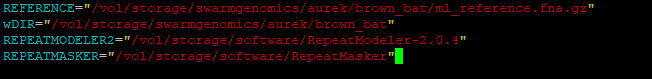 REFERENCE="/vol/storage/swarmgenomics/aurek/brown_bat/ml_reference.fna.gz"
wDIR="/vol/storage/swarmgenomics/aurek/brown_bat"
REPEATMODELER2="/vol/storage/software/RepeatModeler-2.0.4"
REPEATMASKER="/vol/storage/software/RepeatMasker"